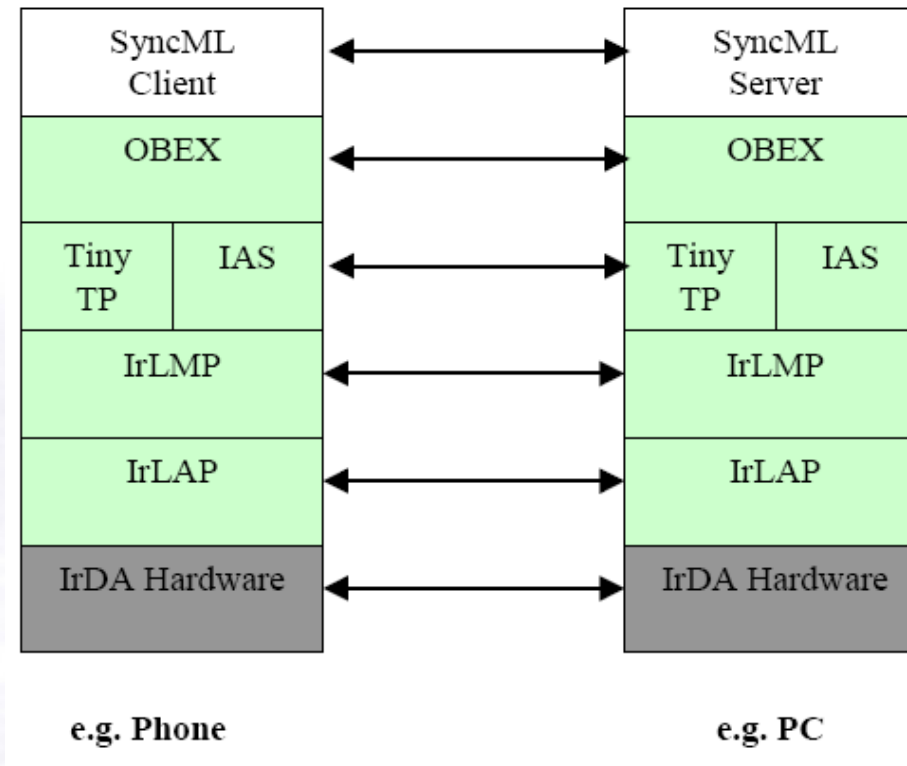 SyncML
Client
SyncML
Server
OBEX
OBEX
Tiny
TP
IAS
Tiny
TP
IAS
IrLMP
IrLMP
IrLAP
IrLAP
IrDA Hardware
IrDA Hardware
e.g. Phone
e.g. PC